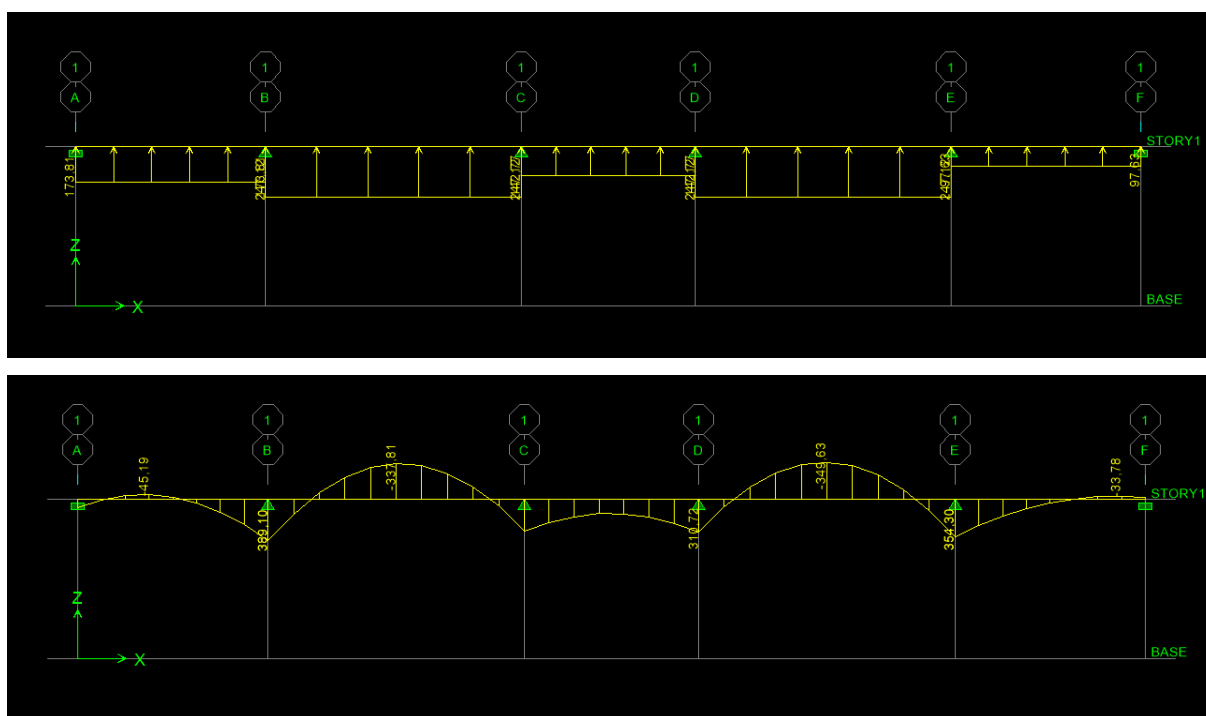 1 1 1 1 1 1
A B C D E F
STORY1
173.81
97.63
Z
X
BASE
1 1 1 1 1 1
A B C D E F
-45.19
-337.81
-349.63
-33.78
STORY1
389.10
310.72
354.30
Z
X
BASE